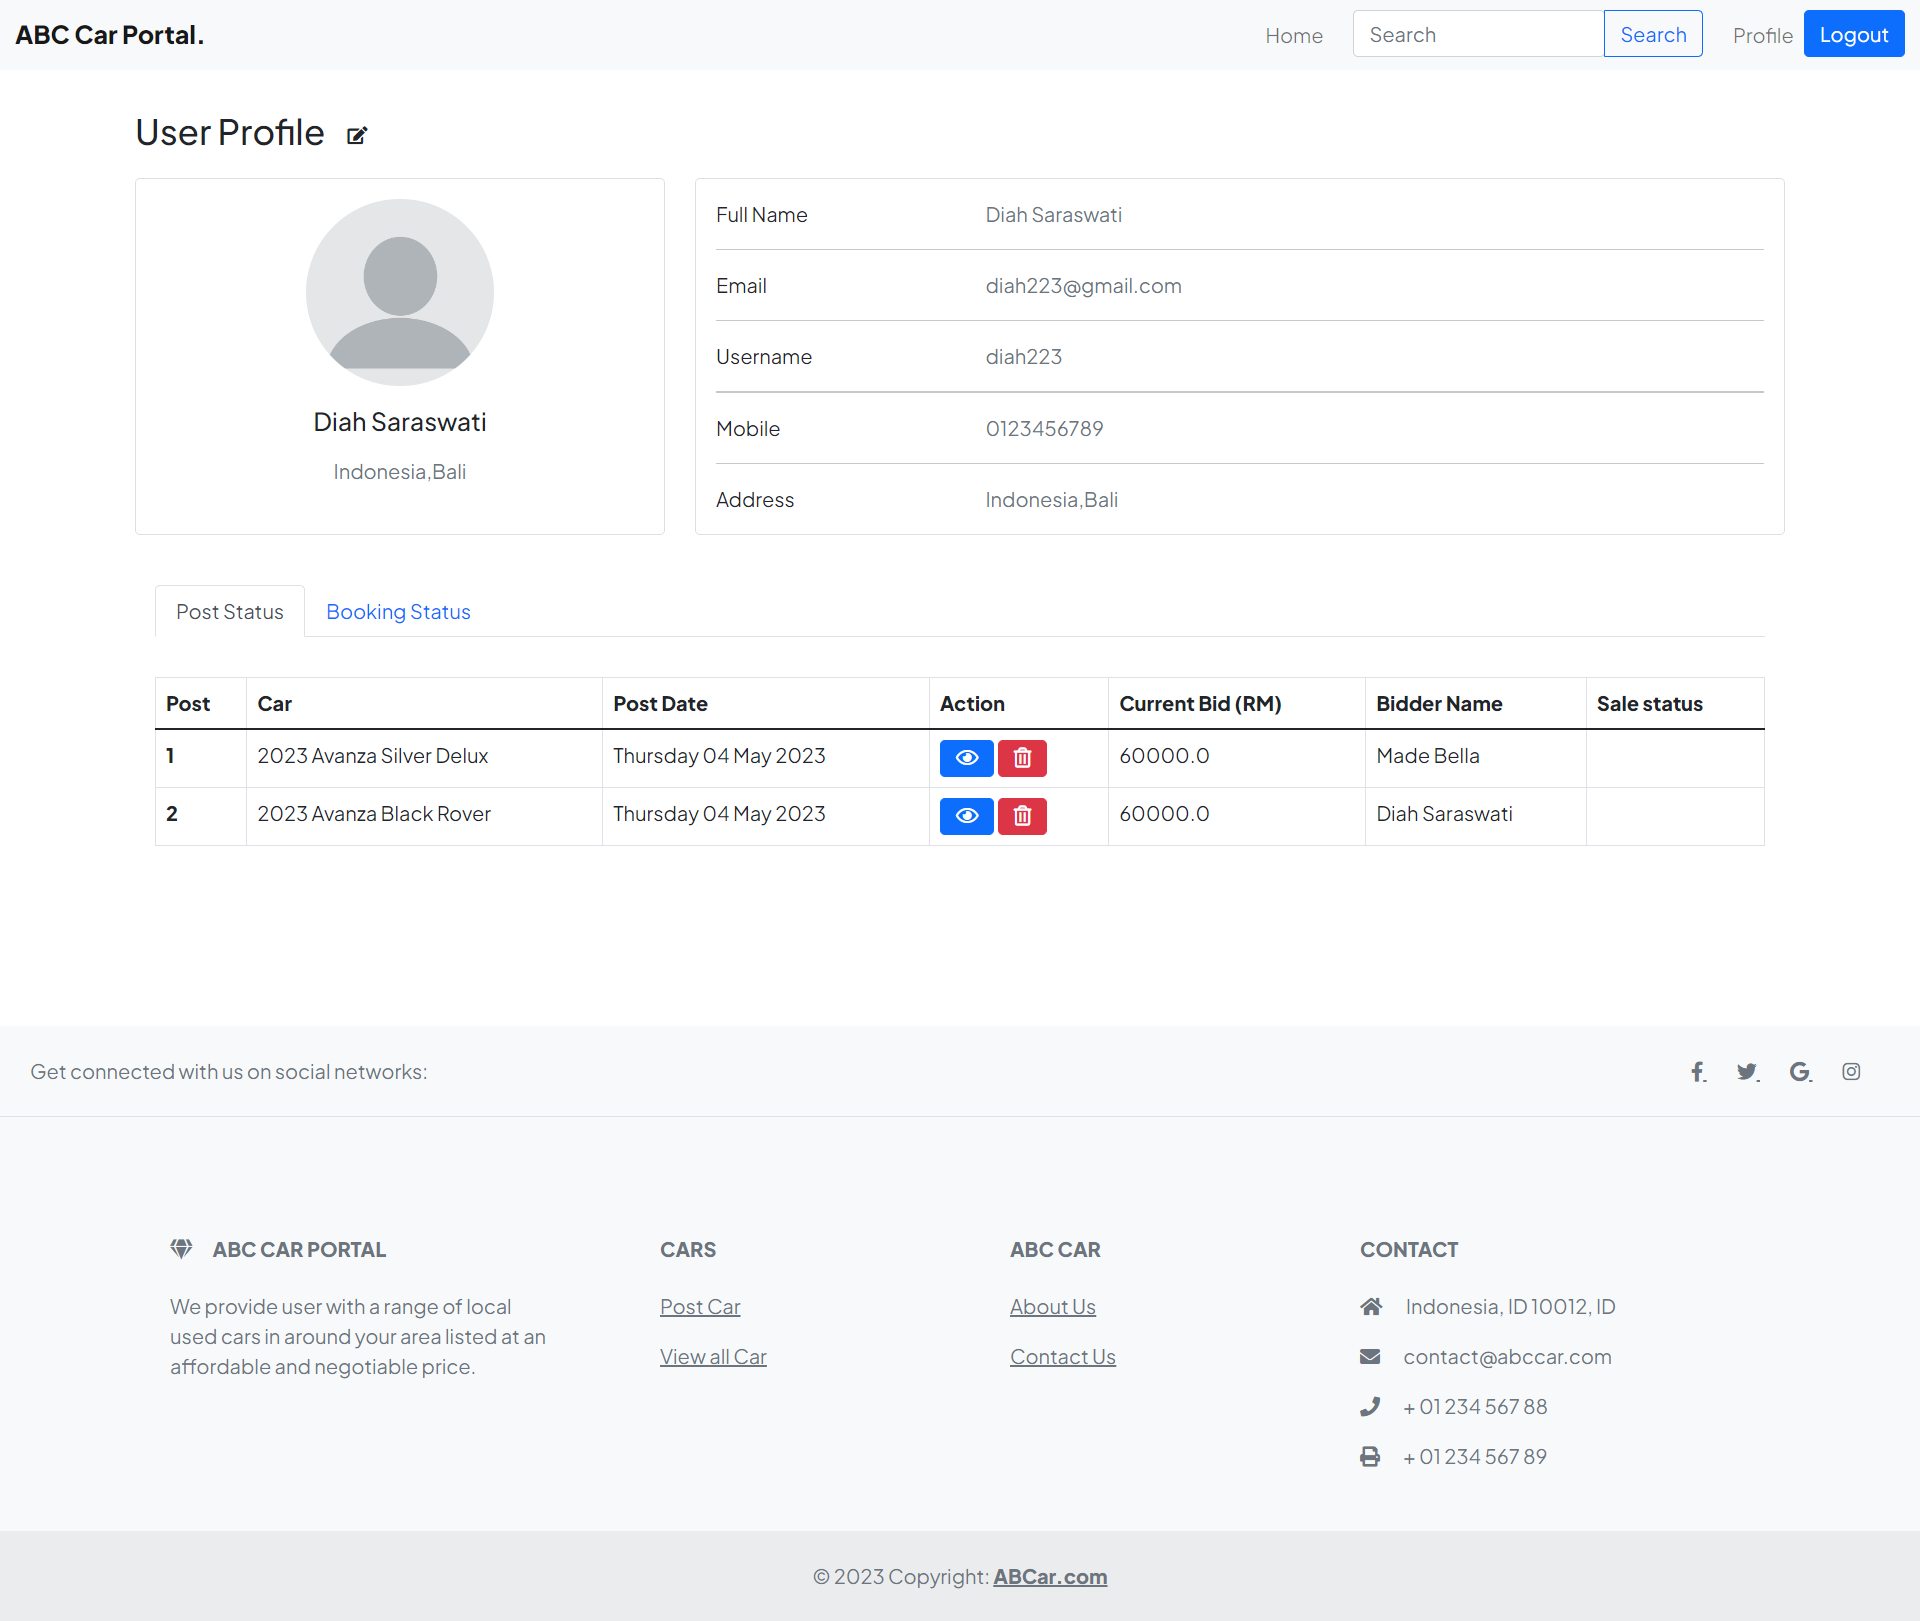 ABC Car Portal.
Home
Search
Search
Profile
Logout
User Profile
Diah Saraswati
Indonesia,Bali
Full Name Diah Saraswati
Email diah223@gmail.com
Username diah223
Mobile 0123456789
Address Indonesia,Bali
Post Status Booking Status
Post Car Post Date Action Current Bid (RM) Bidder Name Sale status
1 2023 Avanza Silver Delux Thursday 04 May 2023 60000.0 Made Bella
2 2023 Avanza Black Rover Thursday 04 May 2023 60000.0 Diah Saraswati
Get connected with us on social networks:
ABC CAR PORTAL
We provide user with a range of local
used cars in around your area listed at an
affordable and negotiable price.
CARS
Post Car
View all Car
ABC CAR
About Us
Contact Us
CONTACT
Indonesia, ID 10012, ID
contact@abccar.com
+ 01 234 567 88
+ 01 234 567 89
© 2023 Copyright: ABCar.com